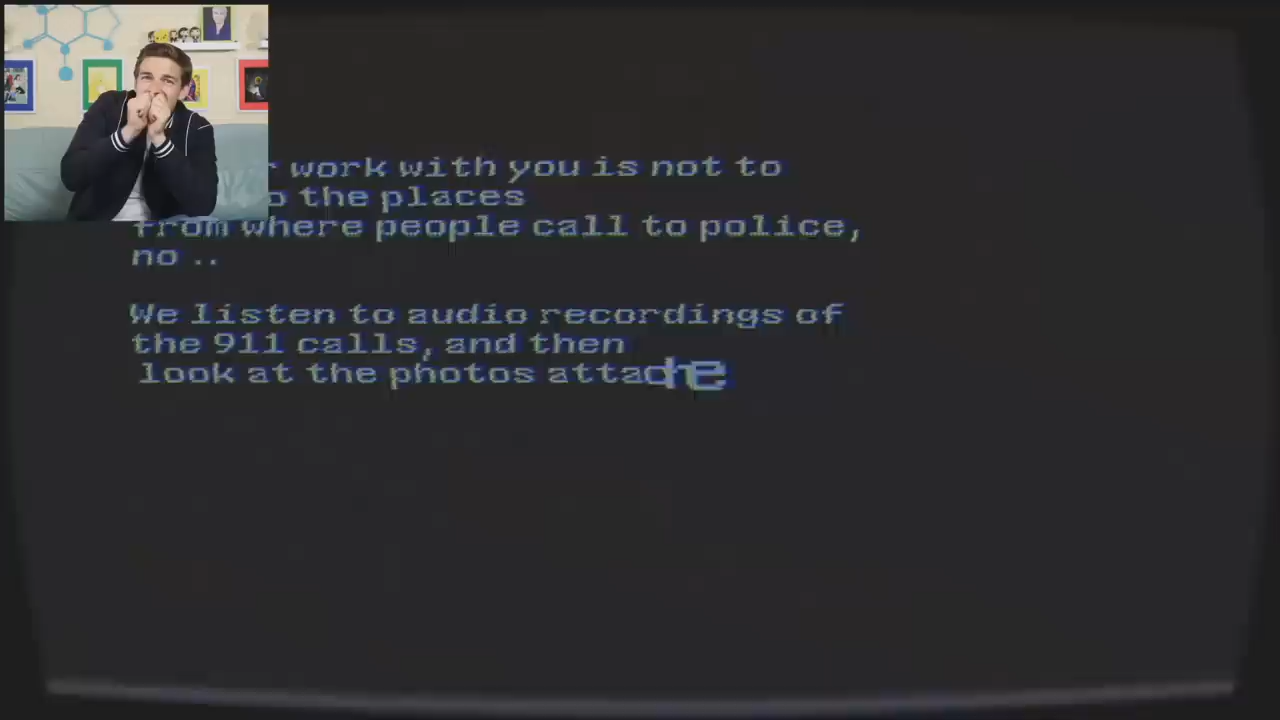 work with you is not to
the places
from where people call to police,
no ..
We listen to audio recordings of
the 911 calls, and then
look at the photos attache